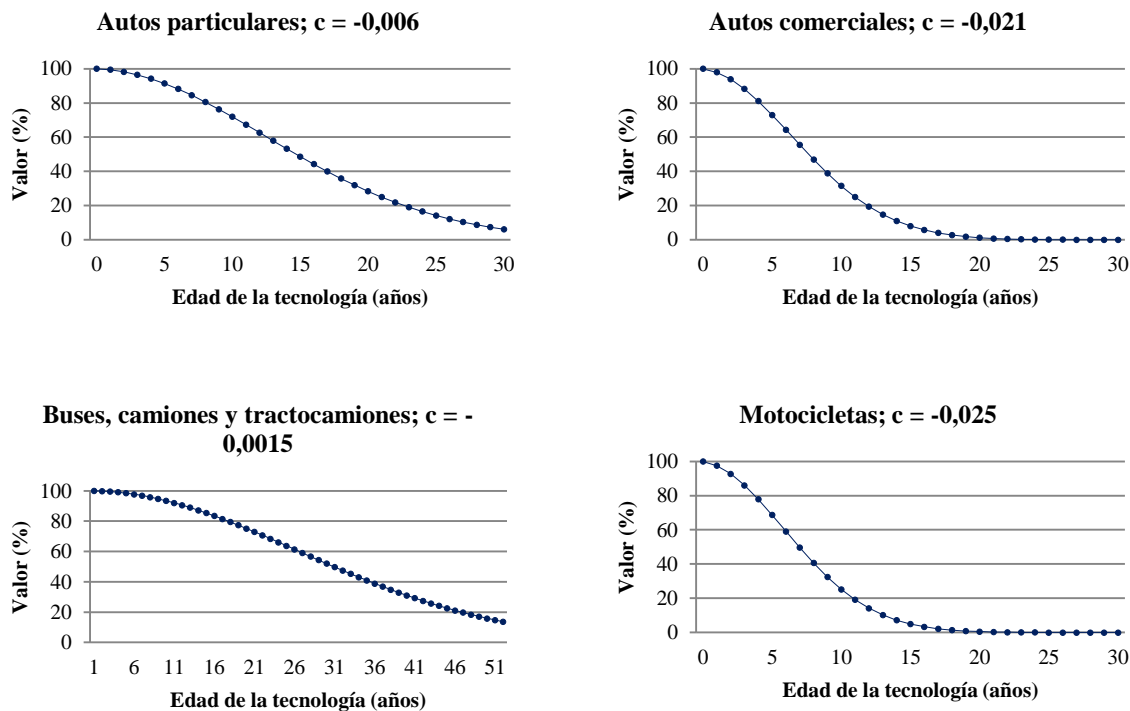 Autos particulares; c = -0,006
100
80
60
40
20
0
Valor (%)
0 5 10 15 20 25 30
Edad de la tecnología (años)
Autos comerciales; c = -0,021
100
80
60
40
20
0
Valor (%)
0 5 10 15 20 25 30
Edad de la tecnología (años)
Buses, camiones y tractocamiones; c = -
0,0015
100
80
60
40
20
0
Valor (%)
1 6 11 16 21 26 31 36 41 46 51
Edad de la tecnología (años)
Motocicletas; c = -0,025
100
80
60
40
20
0
Valor (%)
0 5 10 15 20 25 30
Edad de la tecnología (años)